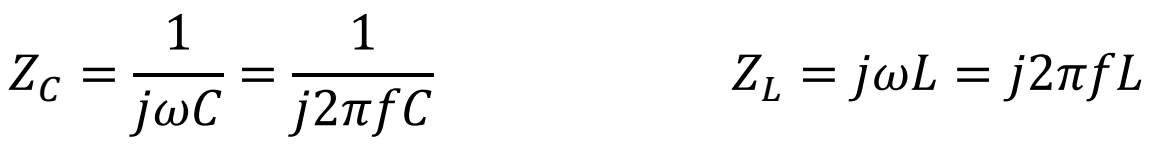 Z_C = 1/(jωC) = 1/(j2πfC) Z_L = jωL = j2πfL